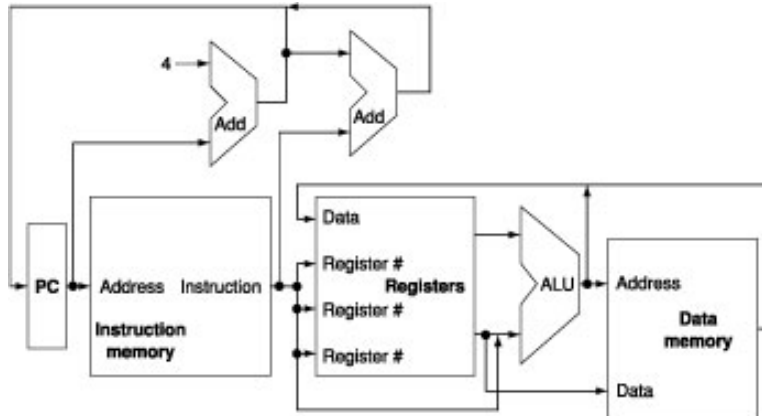 4
Add
Add
Data
PC
Address Instruction
Register #
Registers
ALU
Address
Instruction
memory
Register #
Data
memory
Register #
Data